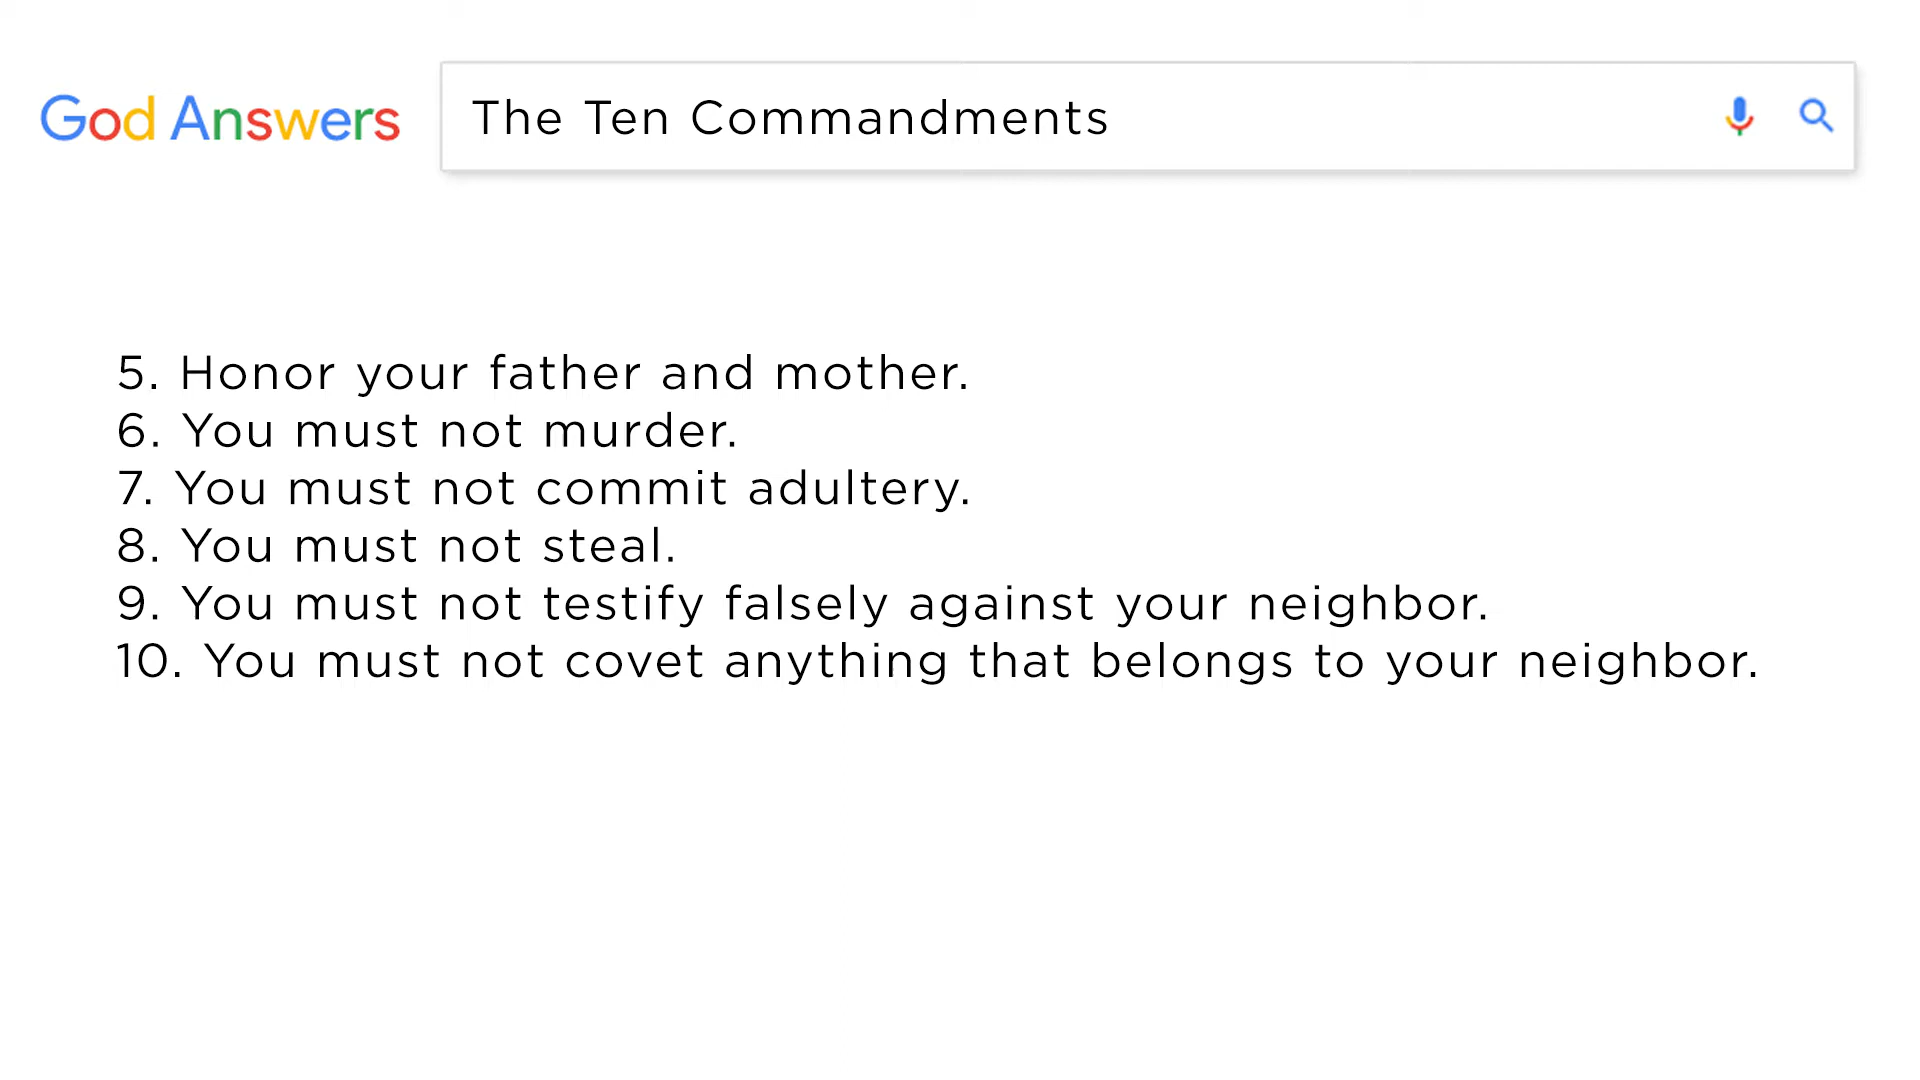 God Answers
The Ten Commandments
5. Honor your father and mother.
6. You must not murder.
7. You must not commit adultery.
8. You must not steal.
9. You must not testify falsely against your neighbor.
10. You must not covet anything that belongs to your neighbor.